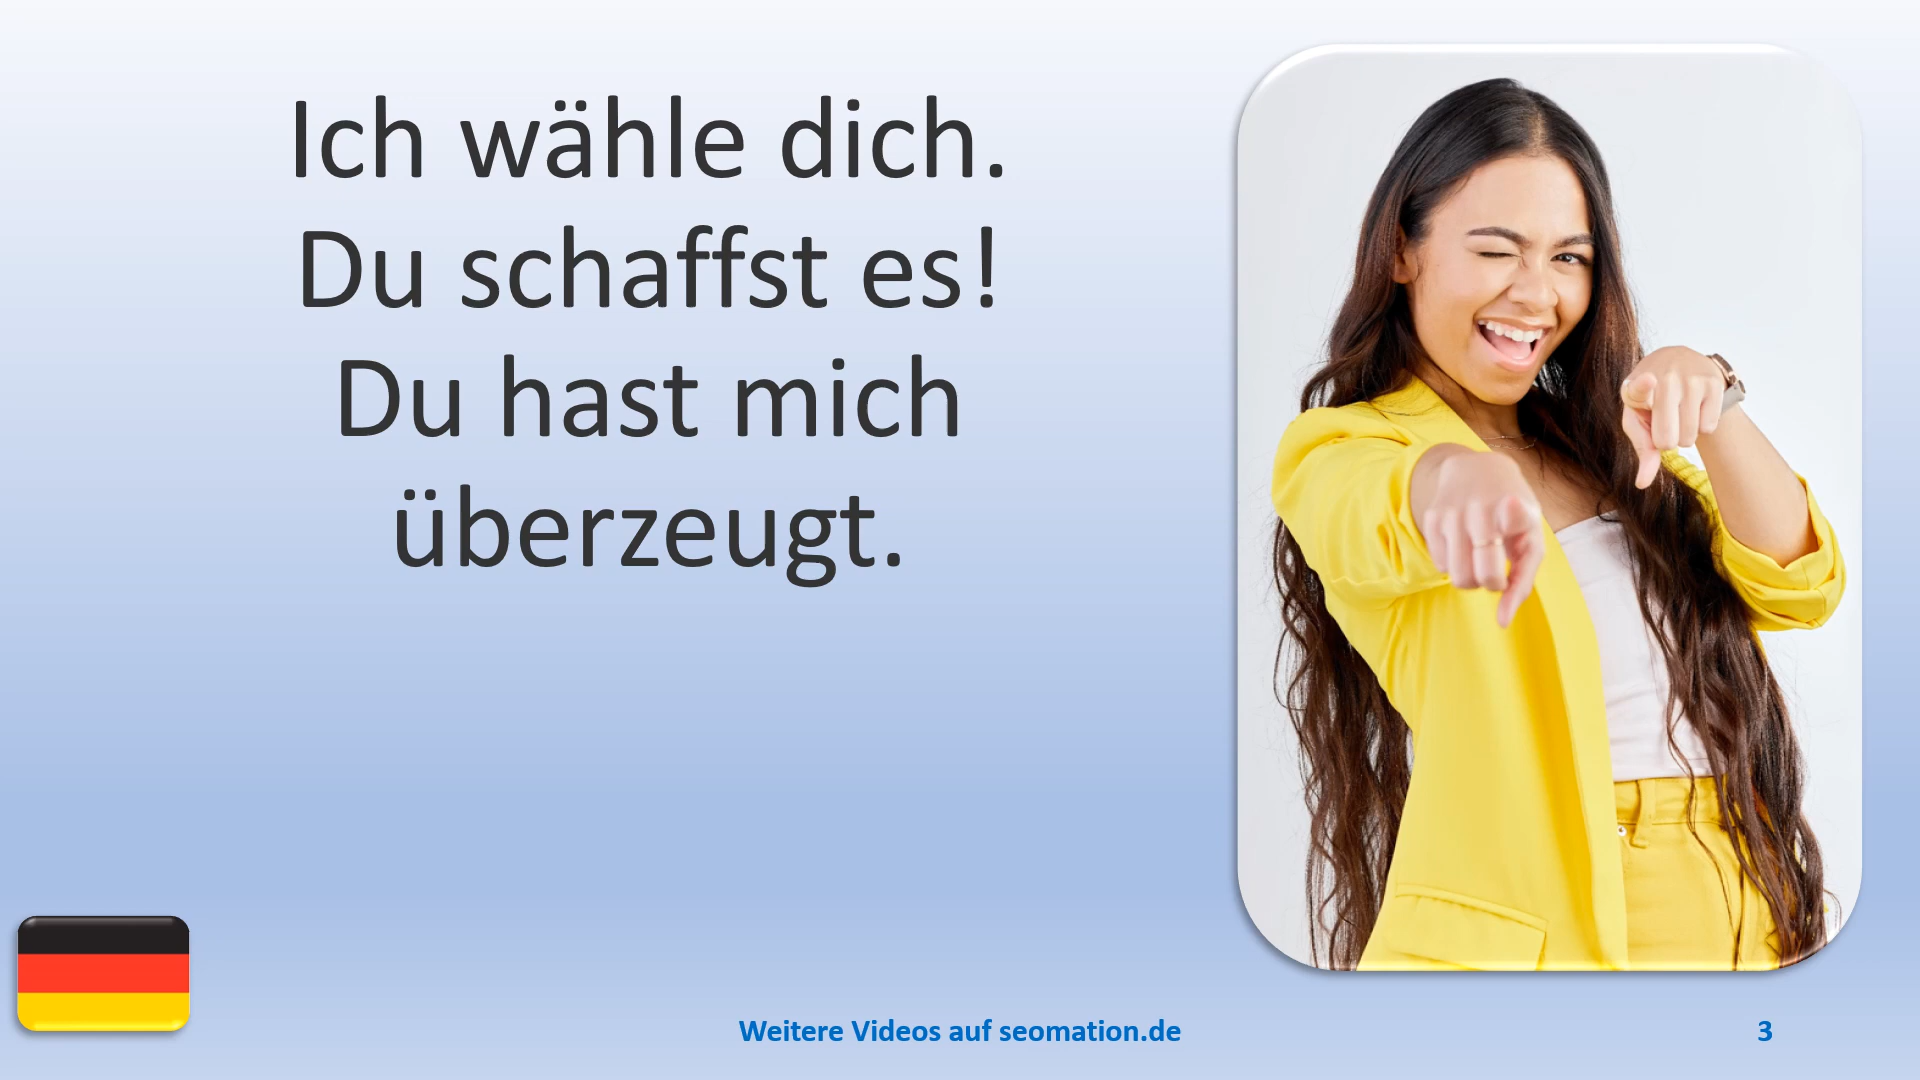 Ich wähle dich.
Du schaffst es!
Du hast mich
überzeugt.
Weitere Videos auf seomation.de
3